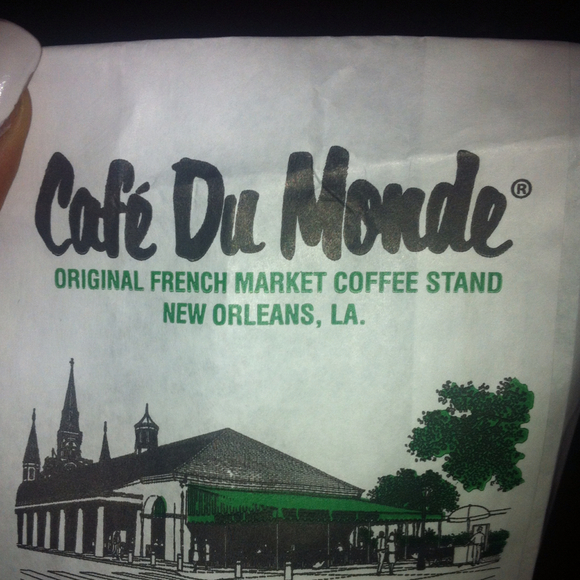 Café Du Monde®
ORIGINAL FRENCH MARKET COFFEE STAND
NEW ORLEANS, LA.